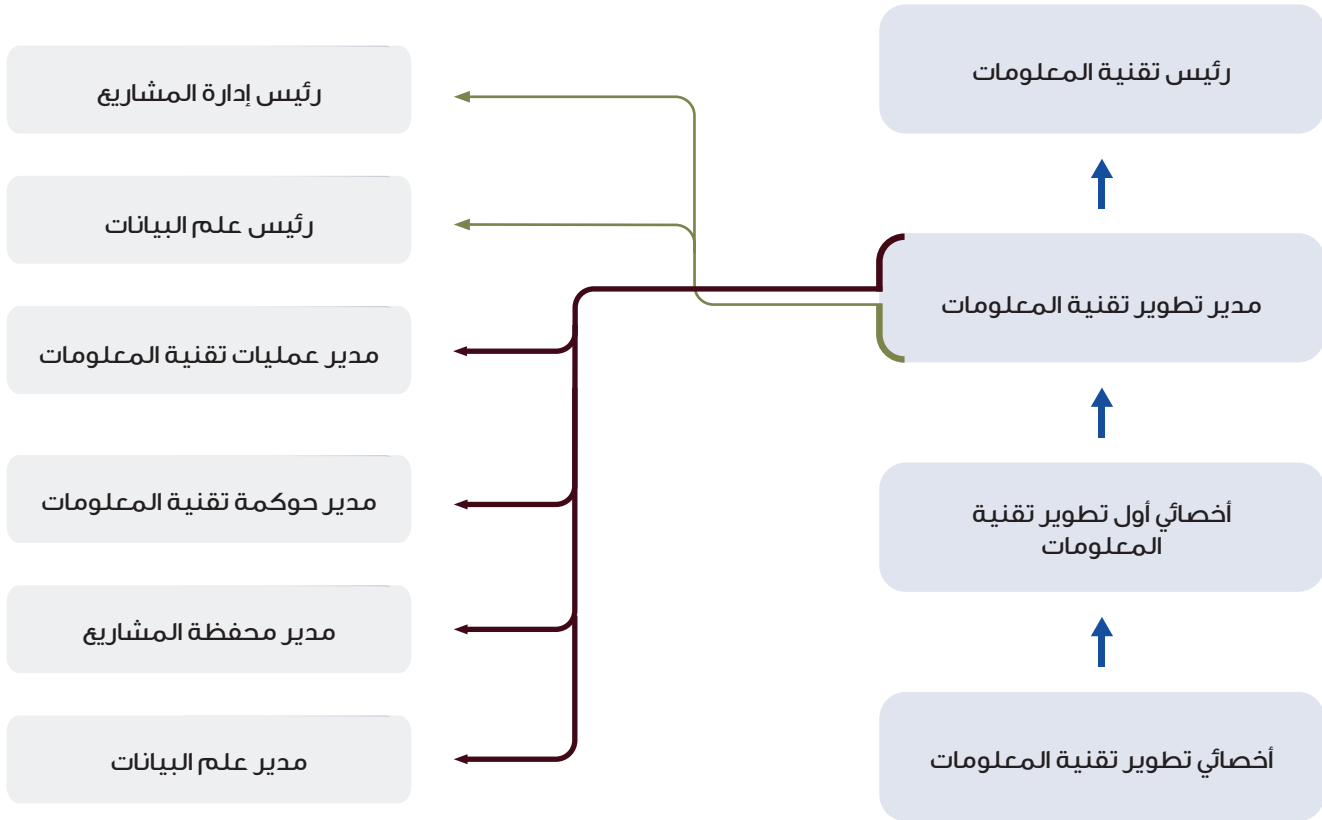 رئيس تقنية المعلومات
مدير تطوير تقنية المعلومات
أخصائي أول تطوير تقنية
المعلومات
أخصائي تطوير تقنية المعلومات
رئيس إدارة المشاريع
رئيس علم البيانات
مدير عمليات تقنية المعلومات
مدير حوكمة تقنية المعلومات
مدير محفظة المشاريع
مدير علم البيانات